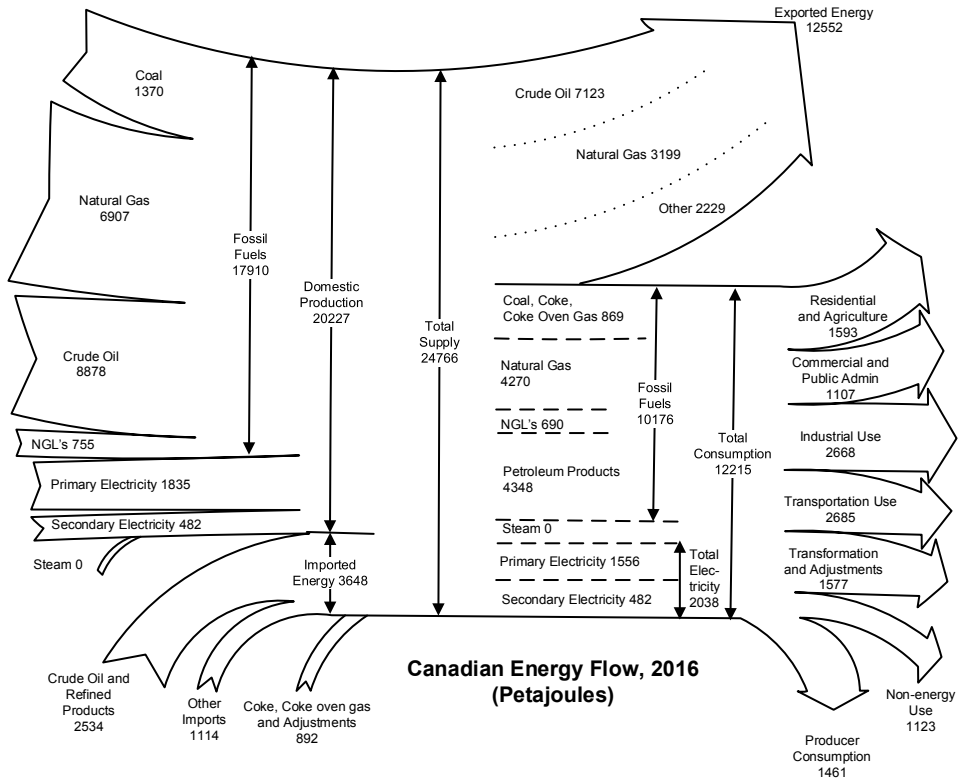 Exported Energy
12552
Coal
1370
Crude Oil 7123
Natural Gas 3199
Natural Gas
6907
Other 2229
Fossil
Fuels
17910
Domestic
Production
20227
Total
Supply
24766
Coal, Coke,
Coke Oven Gas 869
Residential
and Agriculture
1593
Crude Oil
8878
Natural Gas
4270
Commercial and
Public Admin
1107
Fossil
Fuels
10176
NGL's 690
NGL's 755
Total
Consumption
12215
Industrial Use
2668
Primary Electricity 1835
Petroleum Products
4348
Transportation Use
2685
Secondary Electricity 482
Steam 0
Steam 0
Imported
Energy 3648
Primary Electricity 1556
Total
Elec-
tricity
2038
Transformation
and Adjustments
1577
Secondary Electricity 482
Canadian Energy Flow, 2016
(Petajoules)
Crude Oil and
Refined
Products
2534
Other
Imports
1114
Coke, Coke oven gas
and Adjustments
892
Non-energy
Use
1123
Producer
Consumption
1461